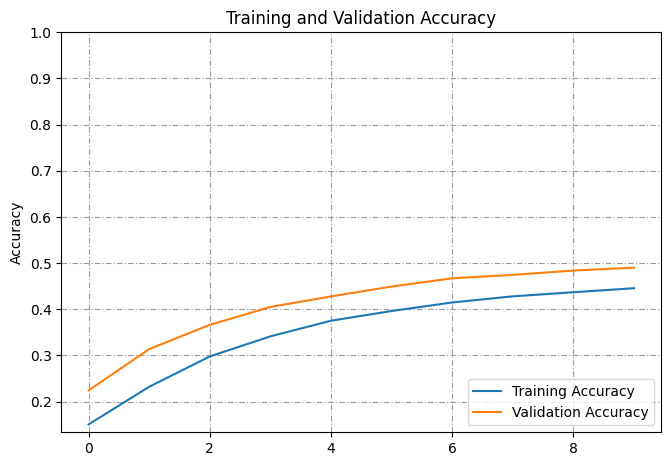 Training and Validation Accuracy
1.0
0.9
0.8
0.7
0.6
0.5
0.4
0.3
0.2
Accuracy
Training Accuracy
Validation Accuracy
0 2 4 6 8